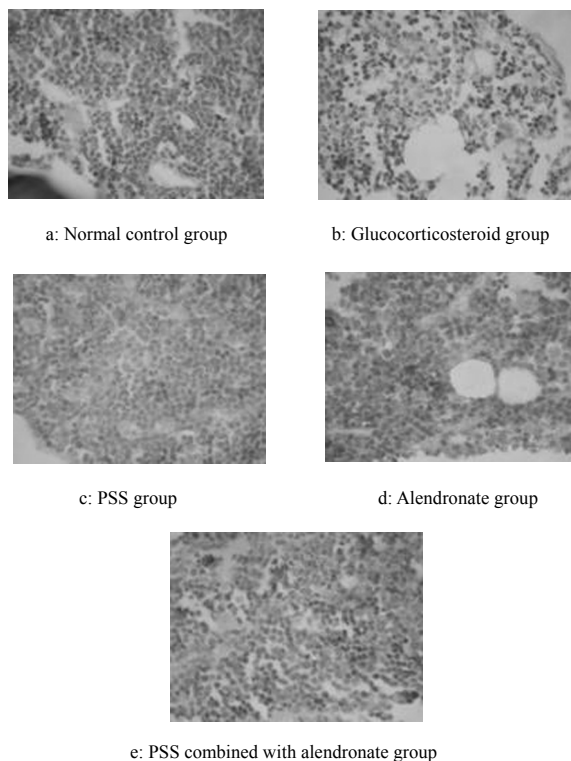 a: Normal control group
b: Glucocorticosteroid group
c: PSS group
d: Alendronate group
e: PSS combined with alendronate group